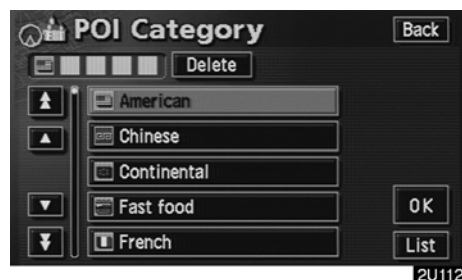 POI Category
Back
Delete
American
Chinese
Continental
Fast food
OK
French
List
2U112